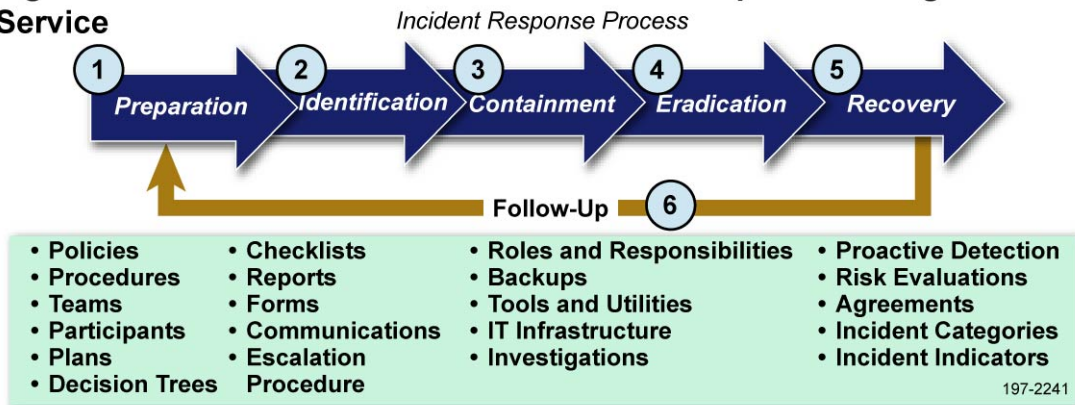 Service
Incident Response Process
1
Preparation
2
Identification
3
Containment
4
Eradication
5
Recovery
Follow-Up
6
• Policies
• Procedures
• Teams
• Participants
• Plans
• Decision Trees
• Checklists
• Reports
• Forms
• Communications
• Escalation
Procedure
• Roles and Responsibilities
• Backups
• Tools and Utilities
• IT Infrastructure
• Investigations
• Proactive Detection
• Risk Evaluations
• Agreements
• Incident Categories
• Incident Indicators
197-2241